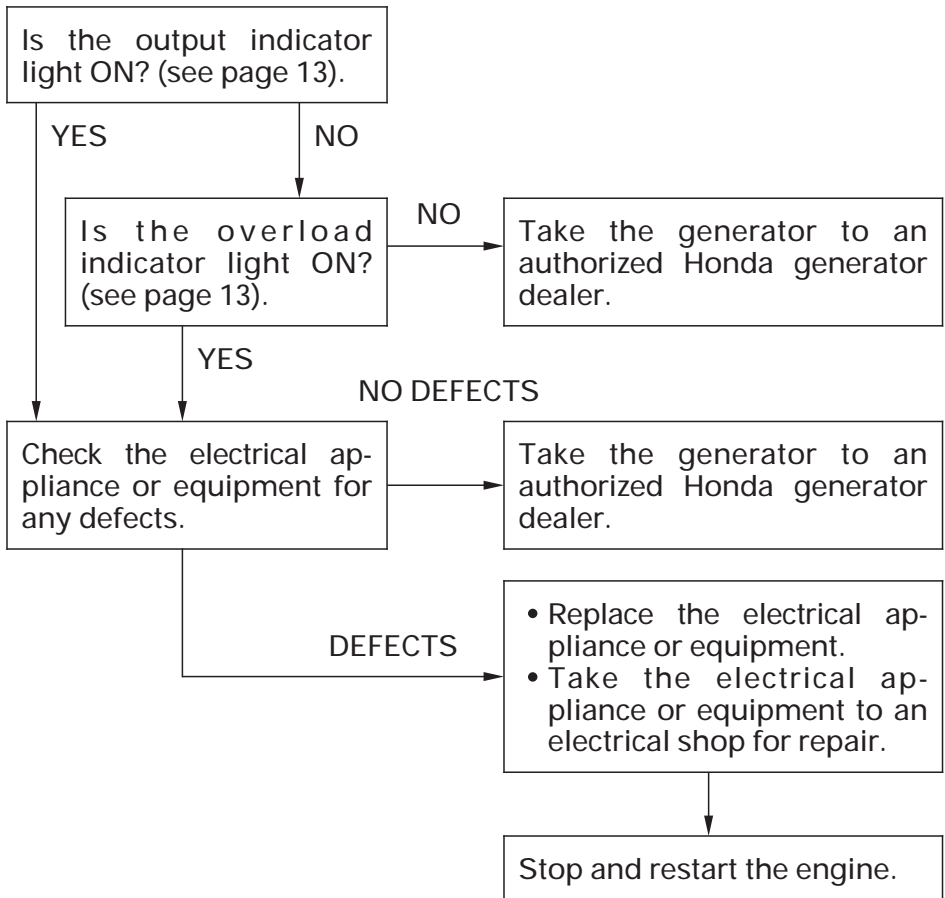 Is the output indicator
light ON? (see page 13).
YES
NO
Is the overload
indicator light ON?
(see page 13).
NO
Take the generator to an
authorized Honda generator
dealer.
YES
NO DEFECTS
Check the electrical ap-
pliance or equipment for
any defects.
Take the generator to an
authorized Honda generator
dealer.
DEFECTS
• Replace the electrical ap-
pliance or equipment.
• Take the electrical ap-
pliance or equipment to an
electrical shop for repair.
Stop and restart the engine.